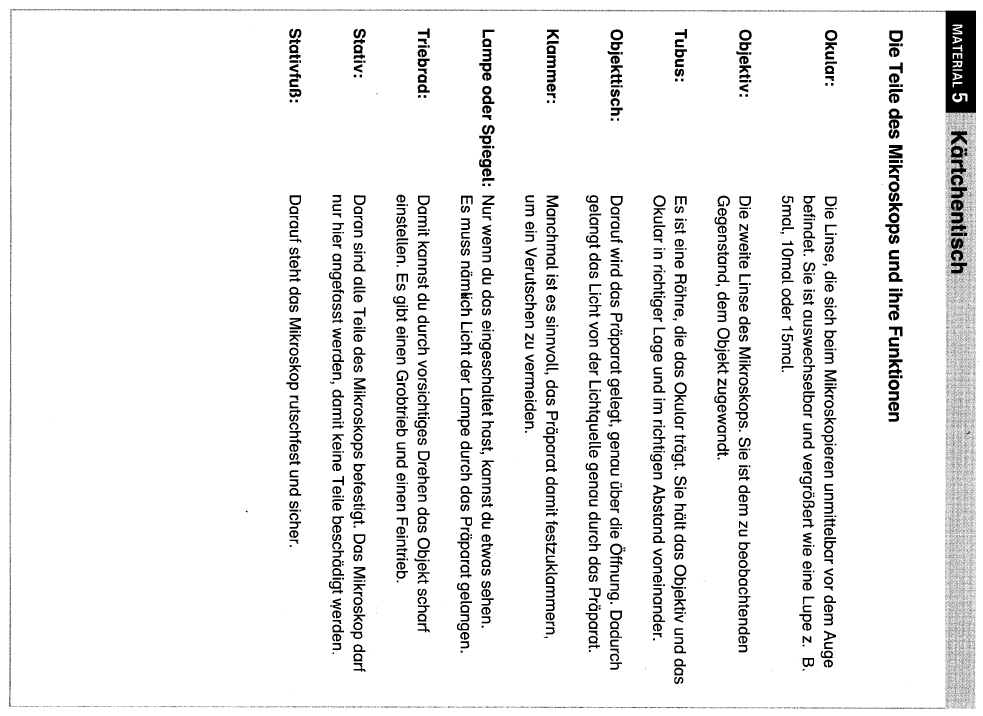 MATERIAL 5 Kärtchentisch
Die Teile des Mikroskops und ihre Funktionen
Okular: Die Linse, die sich beim Mikroskopieren unmittelbar vor dem Auge
befindet. Sie ist auswechselbar und vergrößert wie eine Lupe z. B.
5mal, 10mal oder 15mal.
Objektiv: Die zweite Linse des Mikroskops. Sie ist dem zu beobachtenden
Gegenstand, dem Objekt zugewandt.
Tubus: Es ist eine Röhre, die das Okular trägt. Sie hält das Objektiv und das
Okular in richtiger Lage und im richtigen Abstand voneinander.
Objekttisch: Darauf wird das Präparat gelegt, genau über die Öffnung. Dadurch
gelangt das Licht von der Lichtquelle genau durch das Präparat.
Klammer: Manchmal ist es sinnvoll, das Präparat damit festzuklammern,
um ein Verutschen zu vermeiden.
Lampe oder Spiegel: Nur wenn du das eingeschaltet hast, kannst du etwas sehen.
Es muss nämlich Licht der Lampe durch das Präparat gelangen.
Triebrad: Damit kannst du durch vorsichtiges Drehen das Objekt scharf
einstellen. Es gibt einen Grobtrieb und einen Feintrieb.
Stativ: Daran sind alle Teile des Mikroskops befestigt. Das Mikroskop darf
nur hier angefasst werden, damit keine Teile beschädigt werden.
Stativfuß: Darauf steht das Mikroskop rutschfest und sicher.